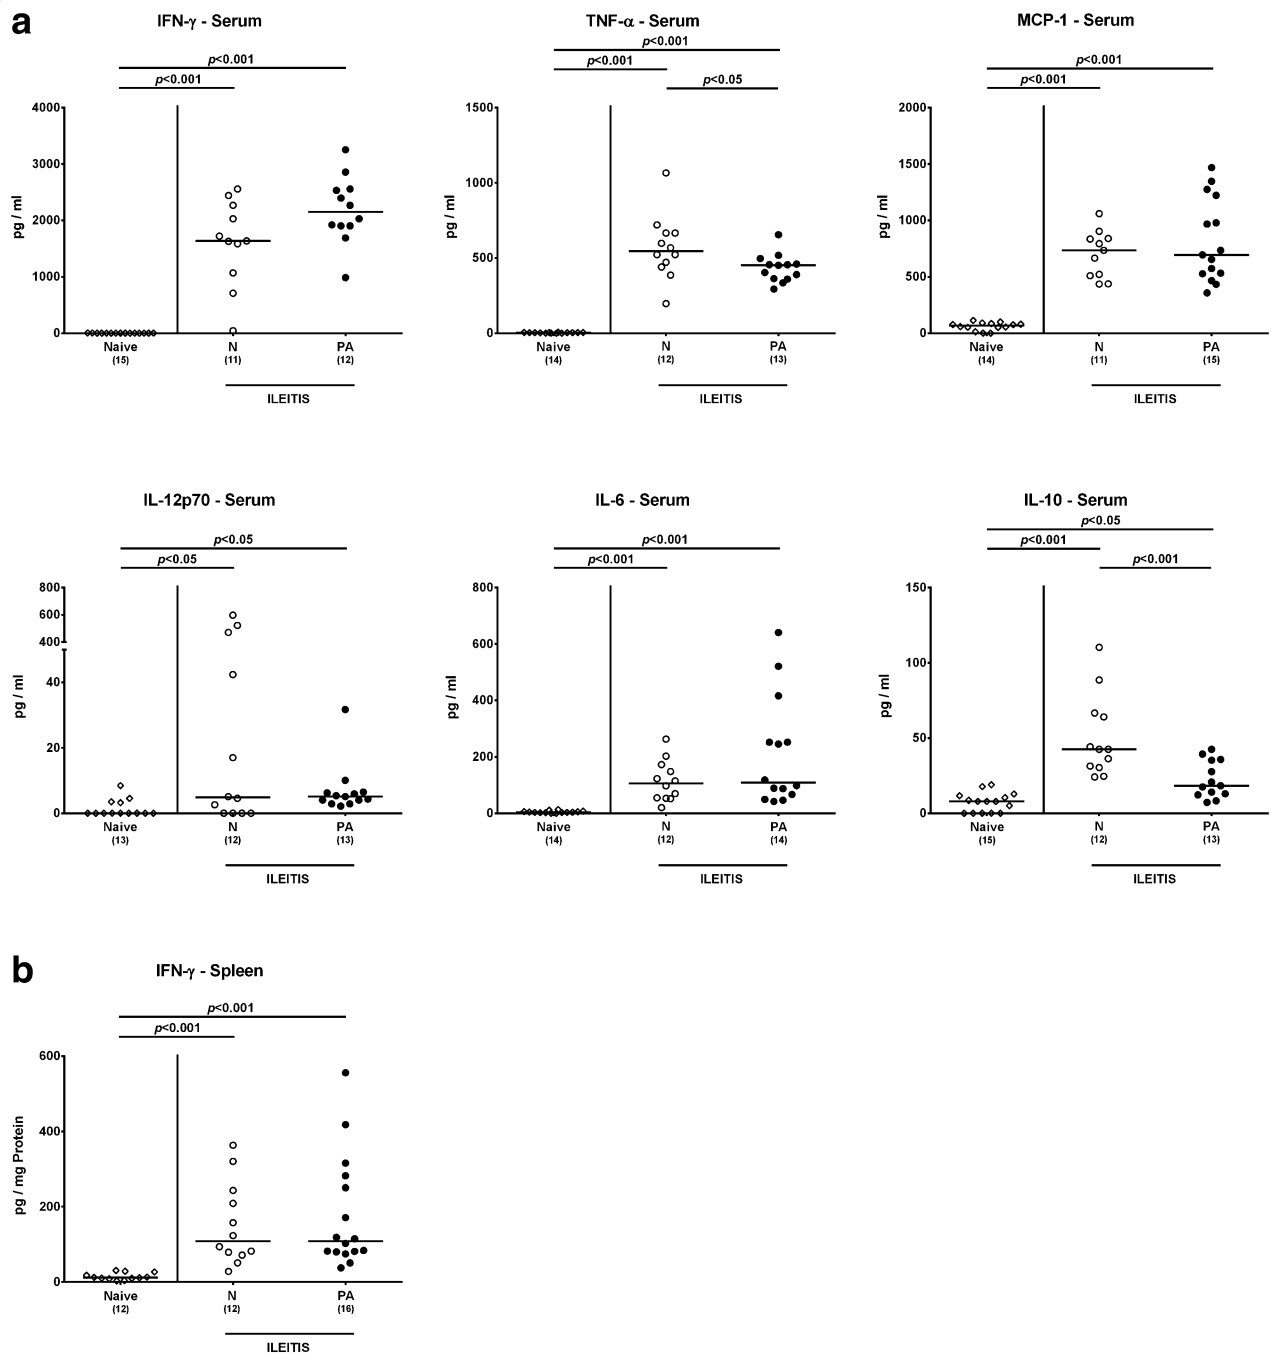 a
IFN-γ - Serum
p<0.001
p<0.001
4000
3000
2000
1000
0
pg / ml
Naive
(15)
N
(11)
PA
(12)
ILEITIS
TNF-α - Serum
p<0.001
p<0.001
p<0.05
1500
1000
500
0
pg / ml
Naive
(14)
N
(12)
PA
(13)
ILEITIS
MCP-1 - Serum
p<0.001
p<0.001
2000
1500
1000
500
0
pg / ml
Naive
(14)
N
(11)
PA
(15)
ILEITIS
IL-12p70 - Serum
p<0.05
p<0.05
800
600
400
40
20
0
pg / ml
Naive
(13)
N
(12)
PA
(13)
ILEITIS
IL-6 - Serum
p<0.001
p<0.001
800
600
400
200
0
pg / ml
Naive
(14)
N
(12)
PA
(14)
ILEITIS
IL-10 - Serum
p<0.05
p<0.001
p<0.001
150
100
50
0
pg / ml
Naive
(15)
N
(12)
PA
(13)
ILEITIS
b
IFN-γ - Spleen
p<0.001
p<0.001
600
400
200
0
pg / mg Protein
Naive
(12)
N
(12)
PA
(16)
ILEITIS